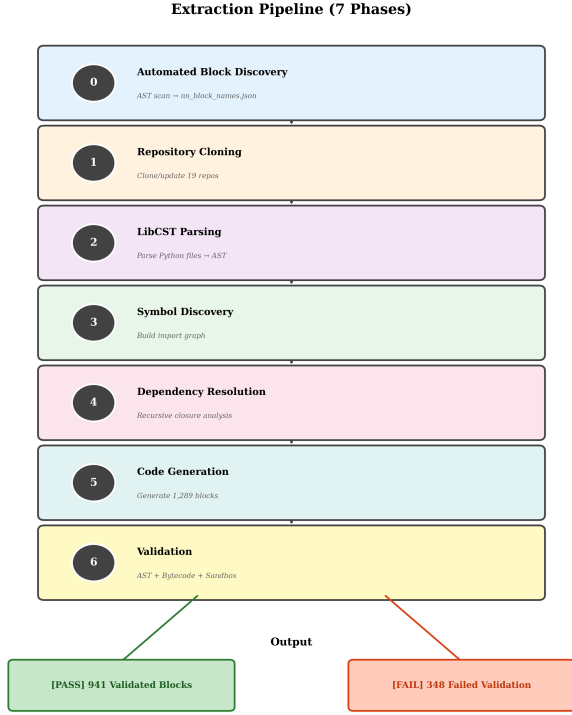 Extraction Pipeline (7 Phases)
0
Automated Block Discovery
AST scan → nn_block_names.json
1
Repository Cloning
Clone/update 19 repos
2
LibCST Parsing
Parse Python files → AST
3
Symbol Discovery
Build import graph
4
Dependency Resolution
Recursive closure analysis
5
Code Generation
Generate 1,289 blocks
6
Validation
AST + Bytecode + Sandbox
Output
[PASS] 941 Validated Blocks
[FAIL] 348 Failed Validation